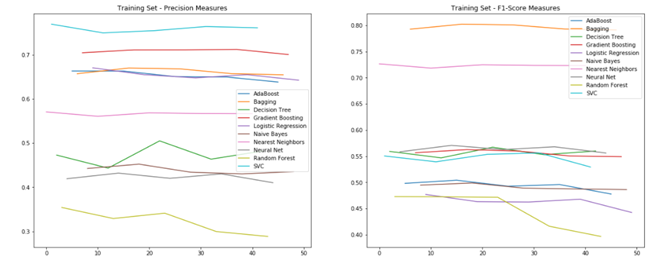 Training Set - Precision Measures
0.7
0.6
0.5
0.4
0.3
0
10
20
30
40
50
AdaBoost
Bagging
Decision Tree
Gradient Boosting
Logistic Regression
Naive Bayes
Nearest Neighbors
Neural Net
Random Forest
SVC
Training Set - F1-Score Measures
0.80
0.75
0.70
0.65
0.60
0.55
0.50
0.45
0.40
0
10
20
30
40
50
AdaBoost
Bagging
Decision Tree
Gradient Boosting
Logistic Regression
Naive Bayes
Nearest Neighbors
Neural Net
Random Forest
SVC